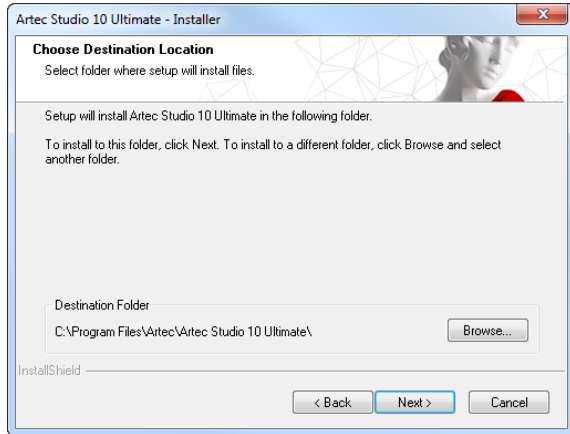 Artec Studio 10 Ultimate - Installer
Choose Destination Location
Select folder where setup will install files.
Setup will install Artec Studio 10 Ultimate in the following folder.
To install to this folder, click Next. To install to a different folder, click Browse and select
another folder.
Destination Folder
C:\Program Files\Artec\Artec Studio 10 Ultimate\
Browse...
InstallShield
< Back
Next >
Cancel